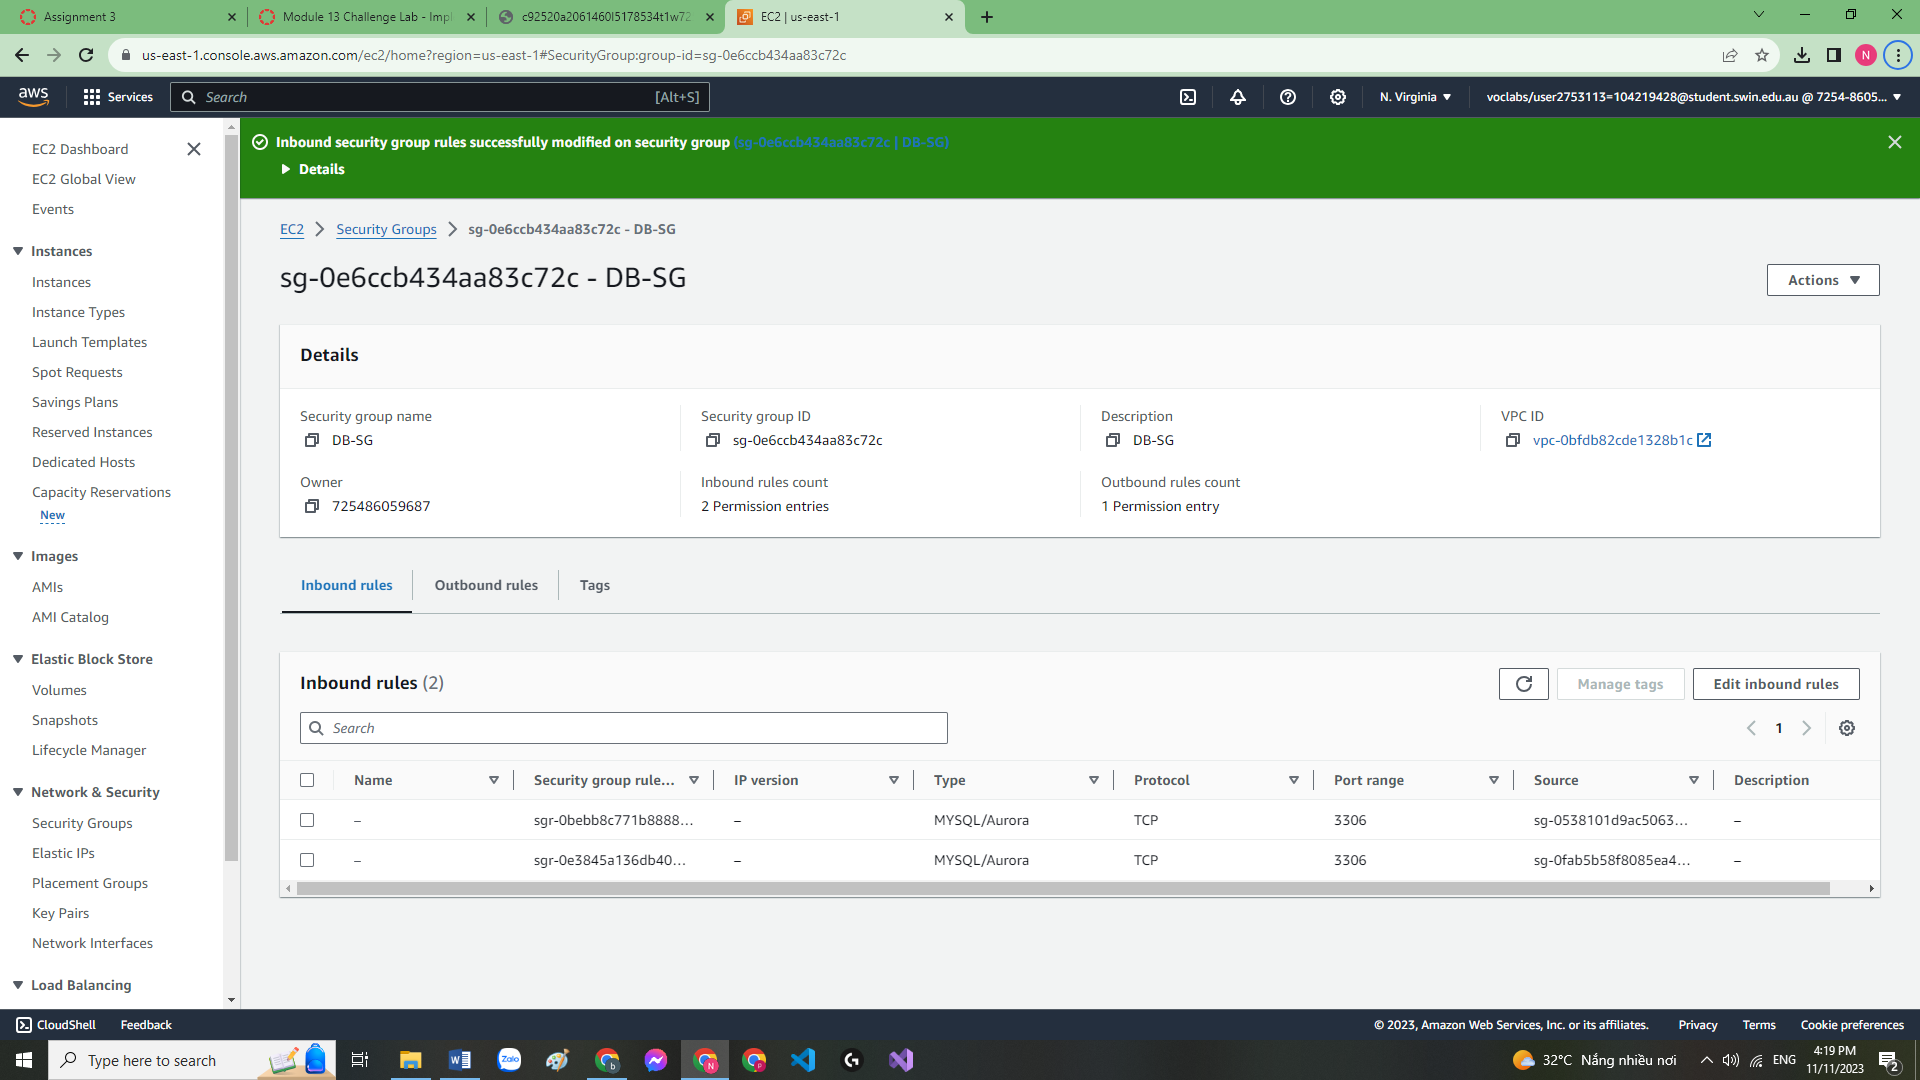 Assignment 3
Module 13 Challenge Lab - Impl
c92520a2061460l5178534t1w72
EC2 | us-east-1
us-east-1.console.aws.amazon.com/ec2/home?region=us-east-1#SecurityGroup:group-id=sg-0e6ccb434aa83c72c
N
aws
Services
Search
[Alt+S]
N. Virginia
voclabs/user2753113=104219428@student.swin.edu.au @ 7254-8605...
EC2 Dashboard
EC2 Global View
Events
Instances
Instances
Instance Types
Launch Templates
Spot Requests
Savings Plans
Reserved Instances
Dedicated Hosts
Capacity Reservations
New
Images
AMIs
AMI Catalog
Elastic Block Store
Volumes
Snapshots
Lifecycle Manager
Network & Security
Security Groups
Elastic IPs
Placement Groups
Key Pairs
Network Interfaces
Load Balancing
Inbound security group rules successfully modified on security group (sg-0e6ccb434aa83c72c | DB-SG)
Details
EC2 > Security Groups > sg-0e6ccb434aa83c72c - DB-SG
sg-0e6ccb434aa83c72c - DB-SG
Actions
Details
Security group name
DB-SG
Security group ID
sg-0e6ccb434aa83c72c
Description
DB-SG
VPC ID
vpc-0bfdb82cde1328b1c
Owner
725486059687
Inbound rules count
2 Permission entries
Outbound rules count
1 Permission entry
Inbound rules
Outbound rules
Tags
Inbound rules (2)
Manage tags
Edit inbound rules
Search
1
Name Security group rule... IP version Type Protocol Port range Source Description
– sgr-0bebb8c771b8888... – MYSQL/Aurora TCP 3306 sg-0538101d9ac5063... –
– sgr-0e3845a136db40... – MYSQL/Aurora TCP 3306 sg-0fab5b58f8085ea4... –
CloudShell
Feedback
© 2023, Amazon Web Services, Inc. or its affiliates.
Privacy
Terms
Cookie preferences
Type here to search
Zalo
32°C Nắng nhiều nơi
ENG
4:19 PM
11/11/2023
2